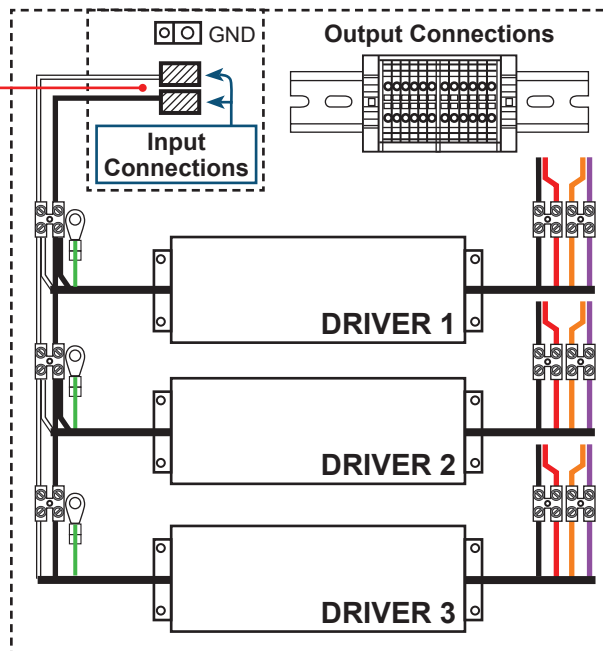 GND
Output Connections
Input
Connections
DRIVER 1
DRIVER 2
DRIVER 3